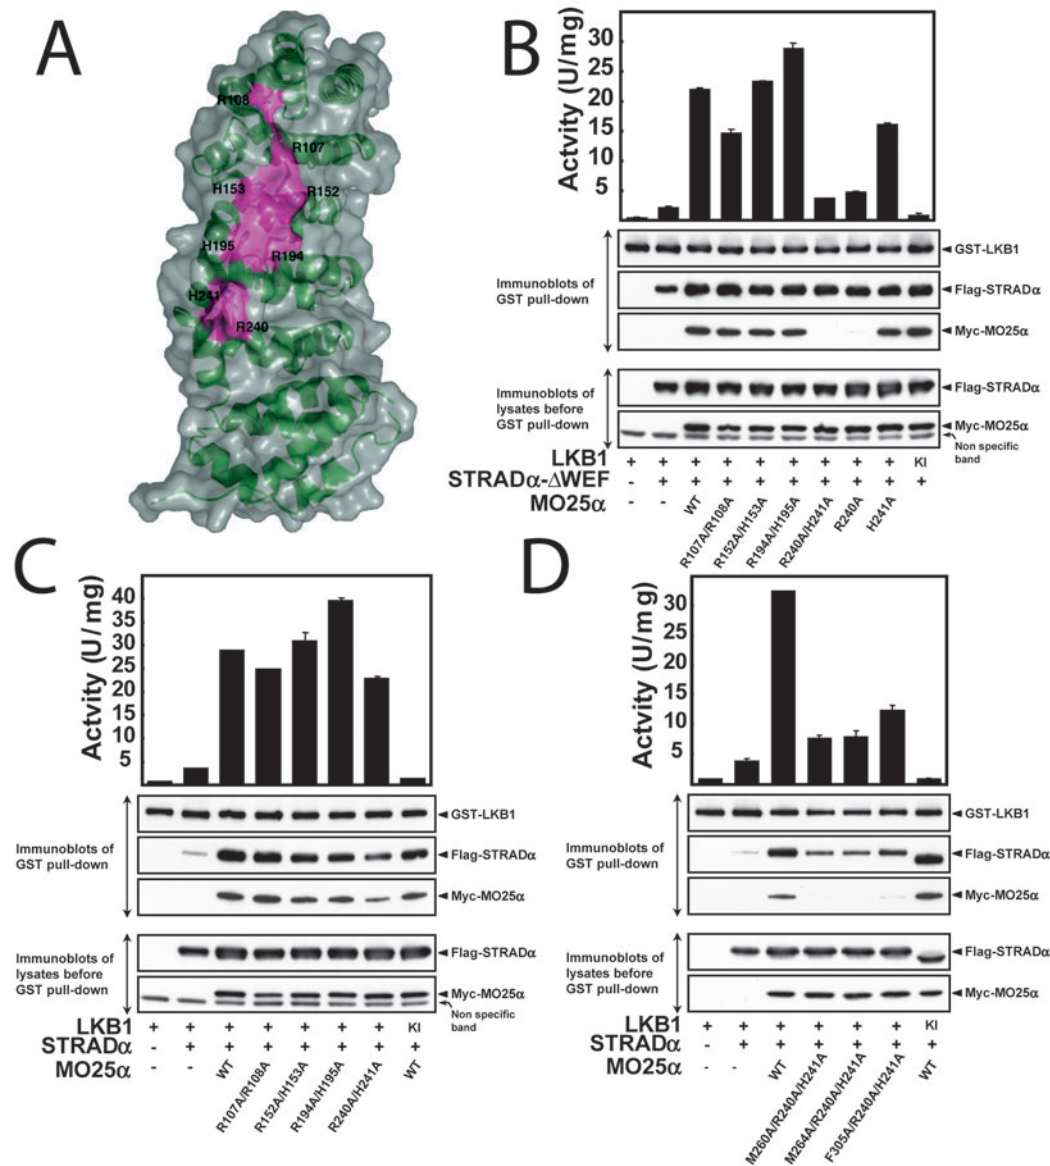 A
R108
R107
H153
R152
H195
R194
H241
R240
B
Actvity (U/mg)
30
25
20
15
10
5
Immunoblots of
GST pull-down
GST-LKB1
Flag-STRADα
Myc-MO25α
Immunoblots of
lysates before
GST pull-down
Flag-STRADα
Myc-MO25α
Non specific
band
LKB1 + + + + + + + + + KI
STRADα-ΔWEF - + + + + + + + + +
MO25α - - WT R107A/R108A R152A/H153A R194A/H195A R240A/H241A R240A H241A
C
Actvity (U/mg)
40
35
30
25
20
15
10
5
Immunoblots of
GST pull-down
GST-LKB1
Flag-STRADα
Myc-MO25α
Immunoblots of
lysates before
GST pull-down
Flag-STRADα
Myc-MO25α
Non specific
band
LKB1 + + + + + + + KI
STRADα - + + + + + + +
MO25α - - WT R107A/R108A R152A/H153A R194A/H195A R240A/H241A WT
D
Actvity (U/mg)
30
25
20
15
10
5
Immunoblots of
GST pull-down
GST-LKB1
Flag-STRADα
Myc-MO25α
Immunoblots of
lysates before
GST pull-down
Flag-STRADα
Myc-MO25α
LKB1 + + + + + + KI
STRADα - + + + + + +
MO25α - - WT M260A/R240A/H241A M264A/R240A/H241A F305A/R240A/H241A WT